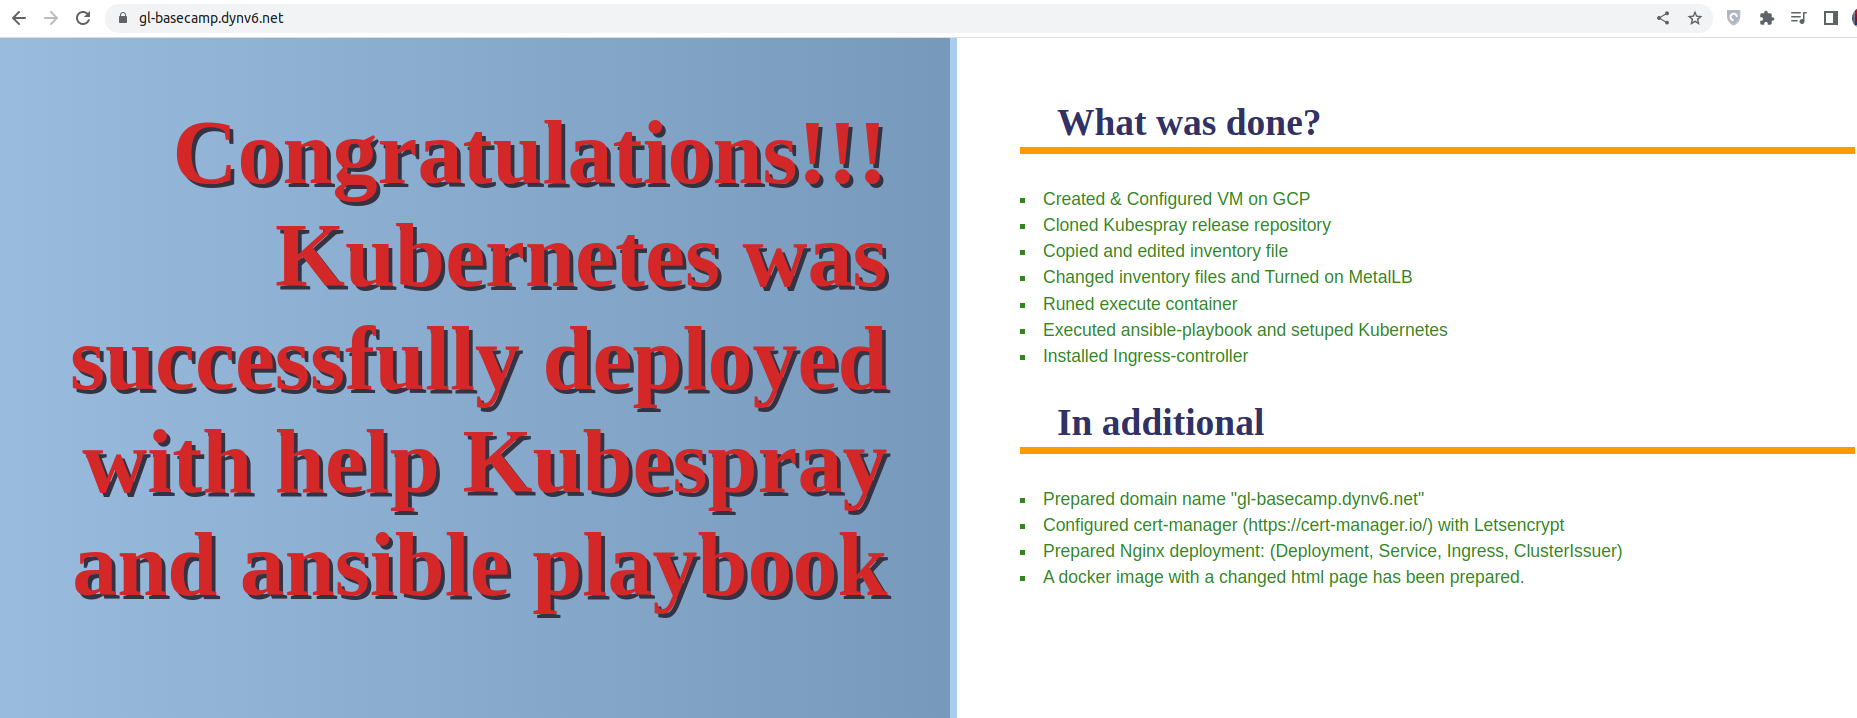 gl-basecamp.dynv6.net
Congratulations!!!
Kubernetes was
successfully deployed
with help Kubespray
and ansible playbook
What was done?
Created & Configured VM on GCP
Cloned Kubespray release repository
Copied and edited inventory file
Changed inventory files and Turned on MetalLB
Runed execute container
Executed ansible-playbook and setuped Kubernetes
Installed Ingress-controller
In additional
Prepared domain name "gl-basecamp.dynv6.net"
Configured cert-manager (https://cert-manager.io/) with Letsencrypt
Prepared Nginx deployment: (Deployment, Service, Ingress, ClusterIssuer)
A docker image with a changed html page has been prepared.